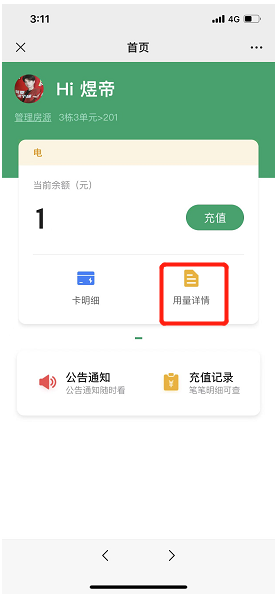 3:11
4G
首页
Hi 煜帝
管理房源 3栋3单元>201
电
当前余额（元）
1
充值
卡明细
用量详情
公告通知
公告通知随时看
充值记录
笔笔明细可查